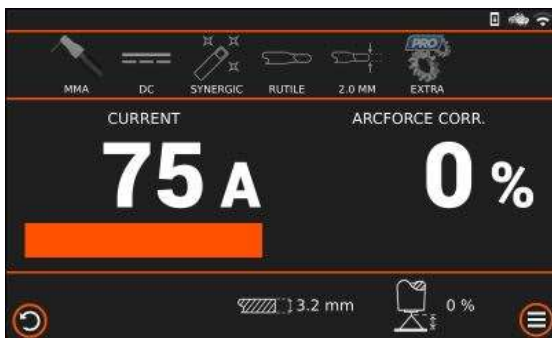 PRO
MMA DC SYNERGIC RUTILE 2.0 MM EXTRA
CURRENT ARCFORCE CORR.
75 A 0 %
3.2 mm 0 %